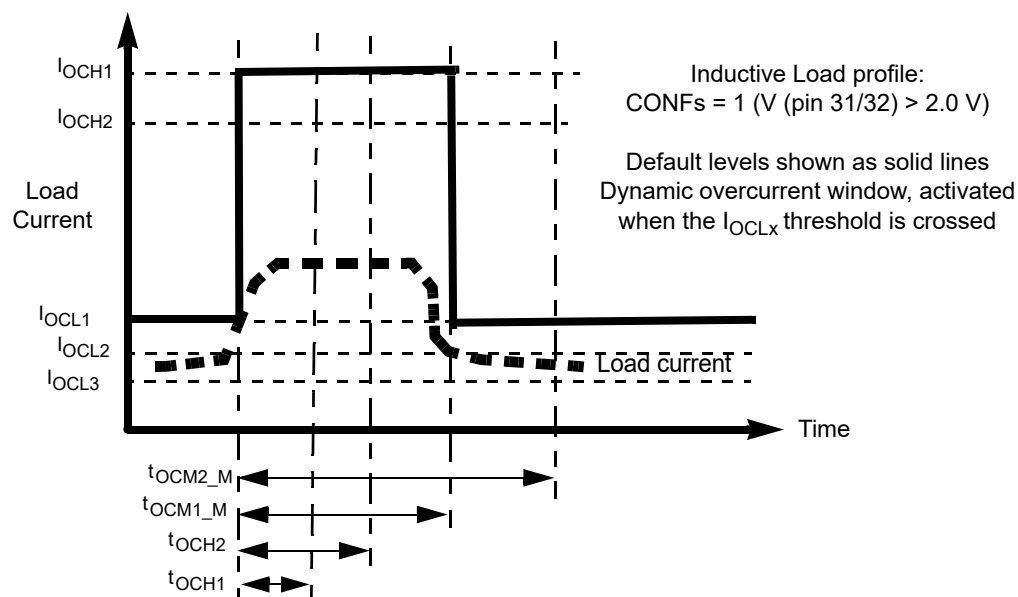 IOCH1
IOCH2
Load
Current
IOCL1
IOCL2
IOCL3
Inductive Load profile:
CONFs = 1 (V (pin 31/32) > 2.0 V)
Default levels shown as solid lines
Dynamic overcurrent window, activated
when the IOCLx threshold is crossed
Load current
Time
tOCM2_M
tOCM1_M
tOCH2
tOCH1